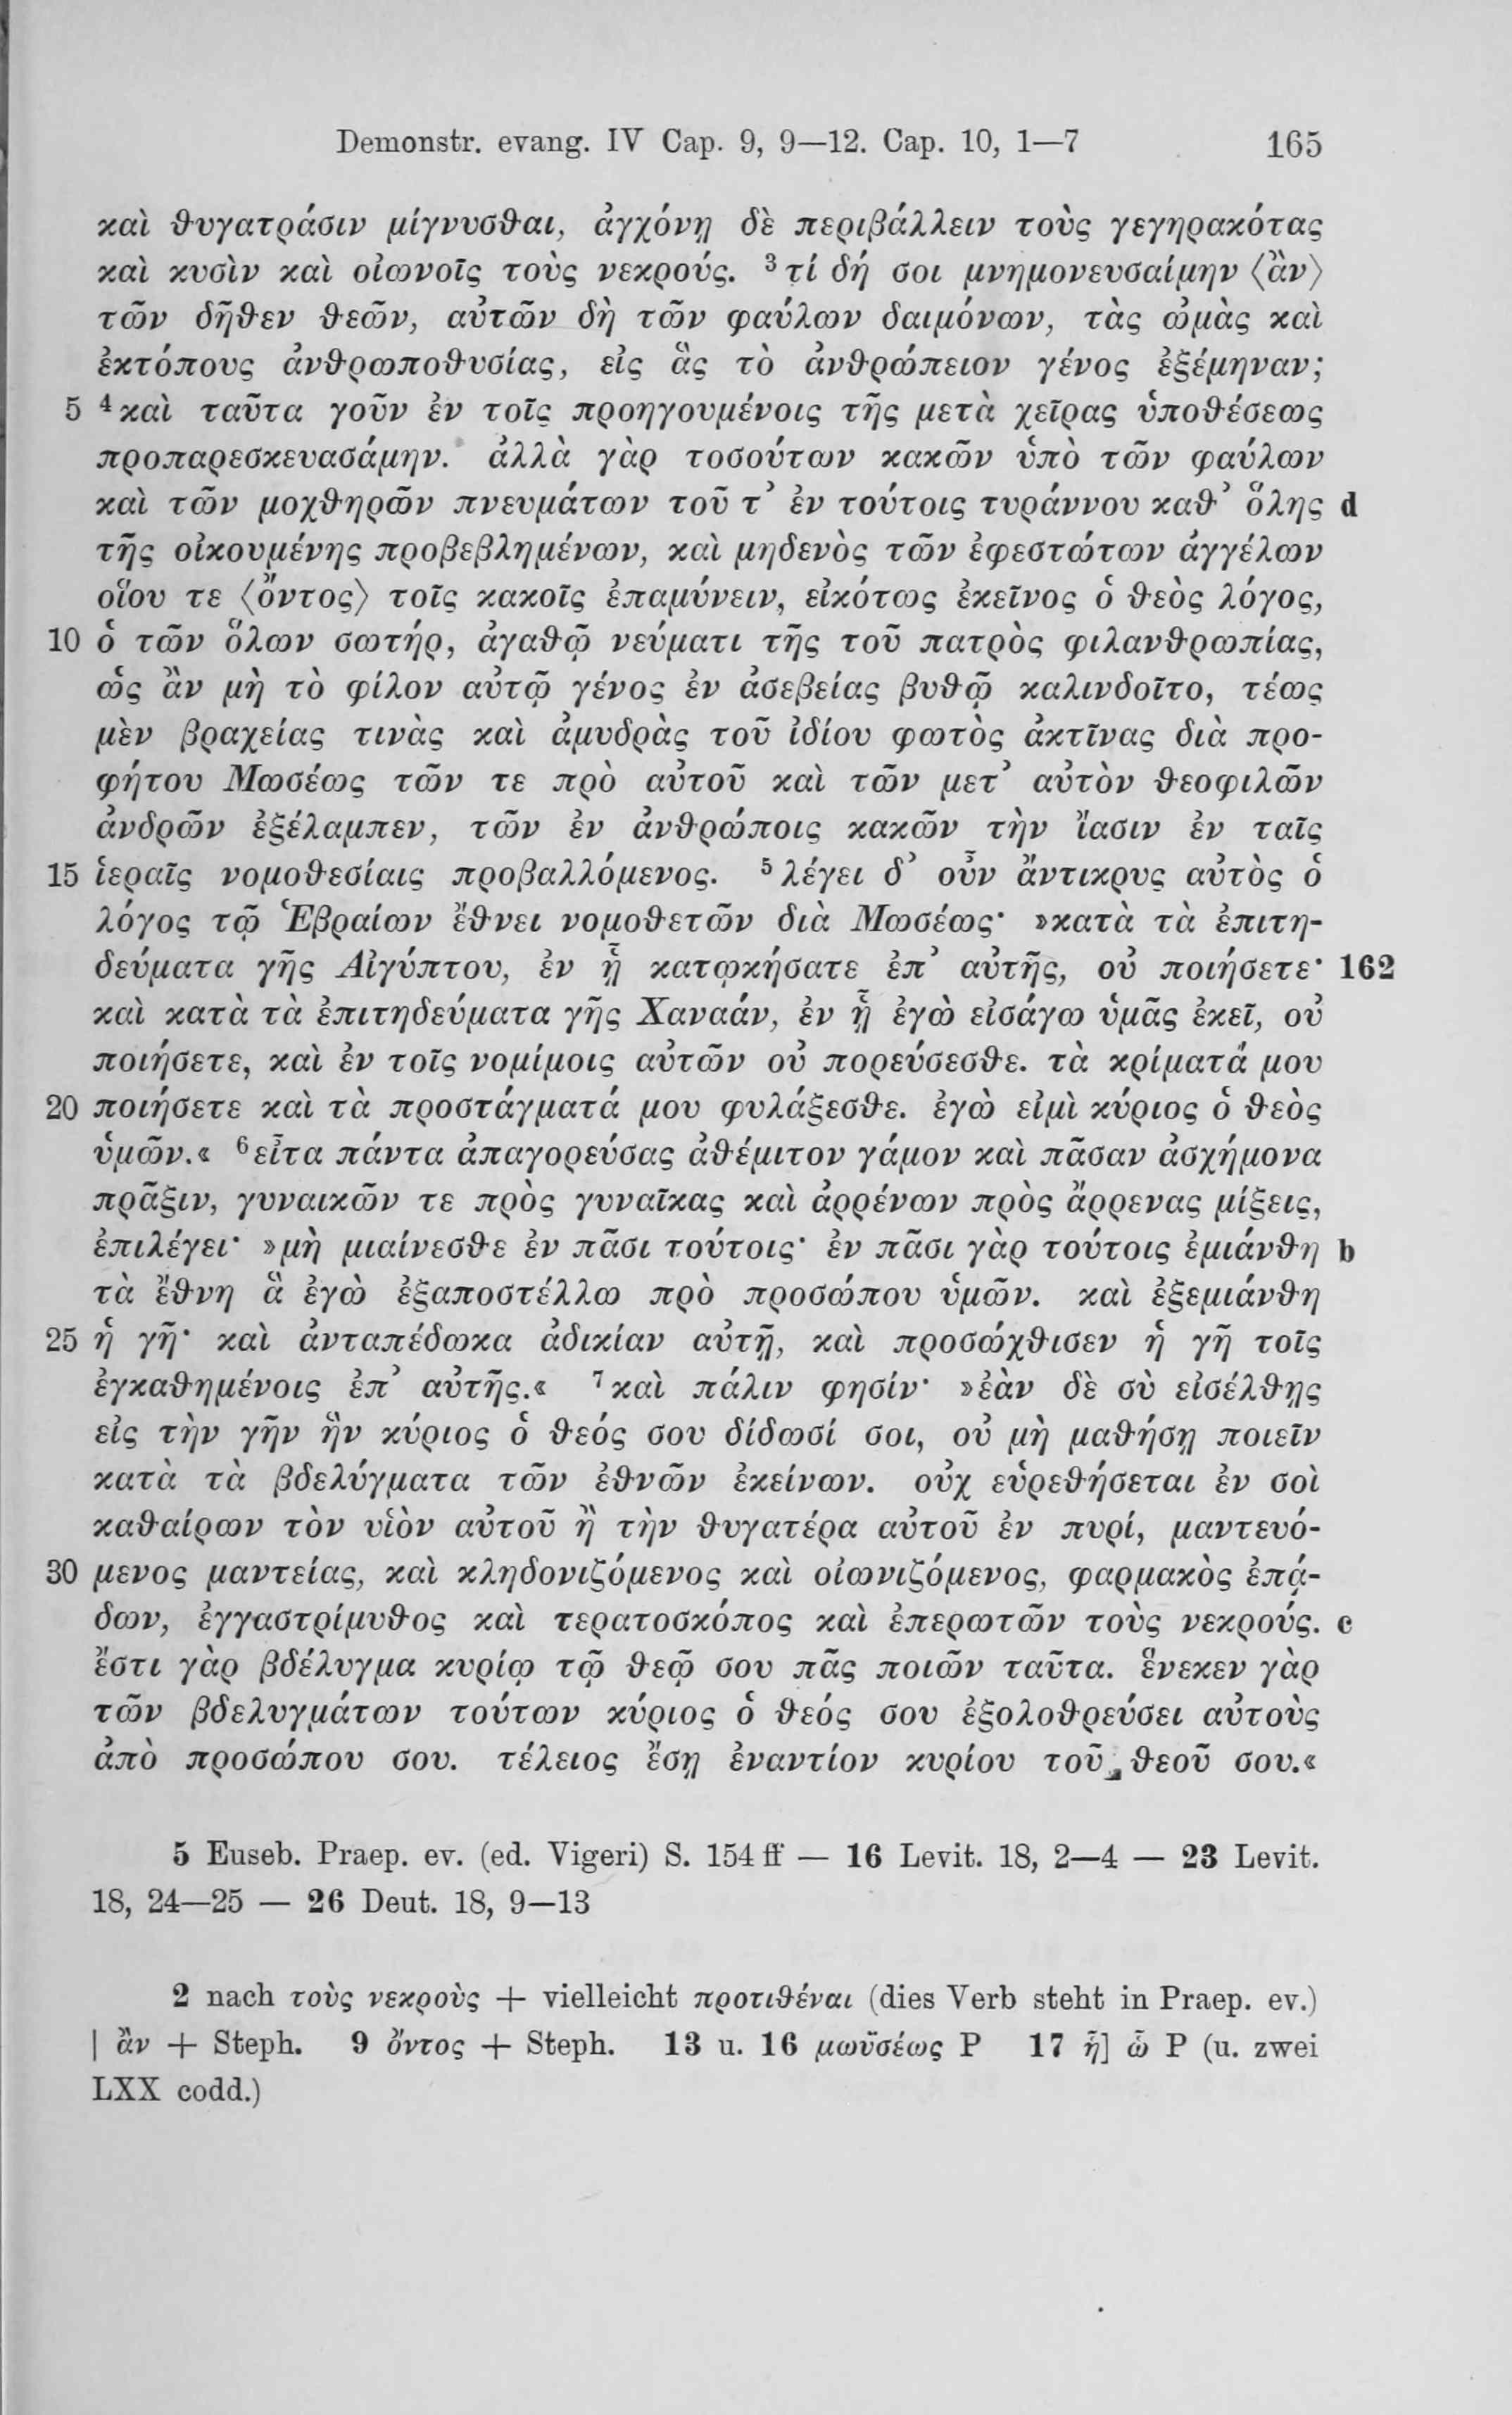 Demonstr. evang. IV Cap. 9, 9—12. Cap. 10, 1—7 165
καὶ θυγατράσιν μίγνυσθαι, ἀγχόνῃ δὲ περιβάλλειν τοὺς γεγηρακότας
καὶ κυσὶν καὶ οἰωνοῖς τοὺς νεκρούς. ³ τί δή σοι μνημονευσαίμην ⟨ἂν⟩
τῶν δῆθεν θεῶν, αὐτῶν δὴ τῶν φαύλων δαιμόνων, τὰς ὠμὰς καὶ
ἐκτόπους ἀνθρωποθυσίας, εἰς ἃς τὸ ἀνθρώπειον γένος ἐξέμηναν;
5 ⁴ καὶ ταῦτα γοῦν ἐν τοῖς προηγουμένοις τῆς μετὰ χεῖρας ὑποθέσεως
προπαρεσκευασάμην. ἀλλὰ γὰρ τοσούτων κακῶν ὑπὸ τῶν φαύλων
καὶ τῶν μοχθηρῶν πνευμάτων τοῦ τ’ ἐν τούτοις τυράννου καθ’ ὅλης d
τῆς οἰκουμένης προβεβλημένων, καὶ μηδενὸς τῶν ἐφεστώτων ἀγγέλων
οἵου τε ⟨ὄντος⟩ τοῖς κακοῖς ἐπαμύνειν, εἰκότως ἐκεῖνος ὁ θεὸς λόγος,
10 ὁ τῶν ὅλων σωτήρ, ἀγαθῷ νεύματι τῆς τοῦ πατρὸς φιλανθρωπίας,
ὡς ἂν μὴ τὸ φίλον αὐτῷ γένος ἐν ἀσεβείας βυθῷ καλινδοῖτο, τέως
μὲν βραχείας τινὰς καὶ ἀμυδρὰς τοῦ ἰδίου φωτὸς ἀκτῖνας διὰ προ-
φήτου Μωσέως τῶν τε πρὸ αὐτοῦ καὶ τῶν μετ’ αὐτὸν θεοφιλῶν
ἀνδρῶν ἐξέλαμπεν, τῶν ἐν ἀνθρώποις κακῶν τὴν ἴασιν ἐν ταῖς
15 ἱεραῖς νομοθεσίαις προβαλλόμενος. ⁵ λέγει δ’ οὖν ἄντικρυς αὐτὸς ὁ
λόγος τῷ Ἑβραίων ἔθνει νομοθετῶν διὰ Μωσέως· »κατὰ τὰ ἐπιτη-
δεύματα γῆς Αἰγύπτου, ἐν ᾗ κατῳκήσατε ἐπ’ αὐτῆς, οὐ ποιήσετε· 162
καὶ κατὰ τὰ ἐπιτηδεύματα γῆς Χαναάν, ἐν ᾗ ἐγὼ εἰσάγω ὑμᾶς ἐκεῖ, οὐ
ποιήσετε, καὶ ἐν τοῖς νομίμοις αὐτῶν οὐ πορεύσεσθε. τὰ κρίματά μου
20 ποιήσετε καὶ τὰ προστάγματά μου φυλάξεσθε. ἐγὼ εἰμὶ κύριος ὁ θεὸς
ὑμῶν.« ⁶ εἶτα πάντα ἀπαγορεύσας ἀθέμιτον γάμον καὶ πᾶσαν ἀσχήμονα
πρᾶξιν, γυναικῶν τε πρὸς γυναῖκας καὶ ἀρρένων πρὸς ἄρρενας μίξεις,
ἐπιλέγει· »μὴ μιαίνεσθε ἐν πᾶσι τούτοις· ἐν πᾶσι γὰρ τούτοις ἐμιάνθη b
τὰ ἔθνη ἃ ἐγὼ ἐξαποστέλλω πρὸ προσώπου ὑμῶν. καὶ ἐξεμιάνθη
25 ἡ γῆ· καὶ ἀνταπέδωκα ἀδικίαν αὐτῇ, καὶ προσώχθισεν ἡ γῆ τοῖς
ἐγκαθημένοις ἐπ’ αὐτῆς.« ⁷ καὶ πάλιν φησίν· »ἐὰν δὲ σὺ εἰσέλθῃς
εἰς τὴν γῆν ἣν κύριος ὁ θεός σου δίδωσί σοι, οὐ μὴ μαθήσῃ ποιεῖν
κατὰ τὰ βδελύγματα τῶν ἐθνῶν ἐκείνων. οὐχ εὑρεθήσεται ἐν σοὶ
καθαίρων τὸν υἱὸν αὐτοῦ ἢ τὴν θυγατέρα αὐτοῦ ἐν πυρί, μαντευό-
30 μενος μαντείας, καὶ κληδονιζόμενος καὶ οἰωνιζόμενος, φαρμακὸς ἐπᾴ-
δων, ἐγγαστρίμυθος καὶ τερατοσκόπος καὶ ἐπερωτῶν τοὺς νεκρούς. c
ἔστι γὰρ βδέλυγμα κυρίῳ τῷ θεῷ σου πᾶς ποιῶν ταῦτα. ἕνεκεν γὰρ
τῶν βδελυγμάτων τούτων κύριος ὁ θεός σου ἐξολοθρεύσει αὐτοὺς
ἀπὸ προσώπου σου. τέλειος ἔσῃ ἐναντίον κυρίου τοῦ θεοῦ σου.«
5 Euseb. Praep. ev. (ed. Vigeri) S. 154 ff — 16 Levit. 18, 2—4 — 23 Levit.
18, 24—25 — 26 Deut. 18, 9—13
2 nach τοὺς νεκροὺς + vielleicht προτιθέναι (dies Verb steht in Praep. ev.)
| ἂν + Steph. 9 ὄντος + Steph. 13 u. 16 μωϋσέως P 17 ᾗ] ὧ P (u. zwei
LXX codd.)